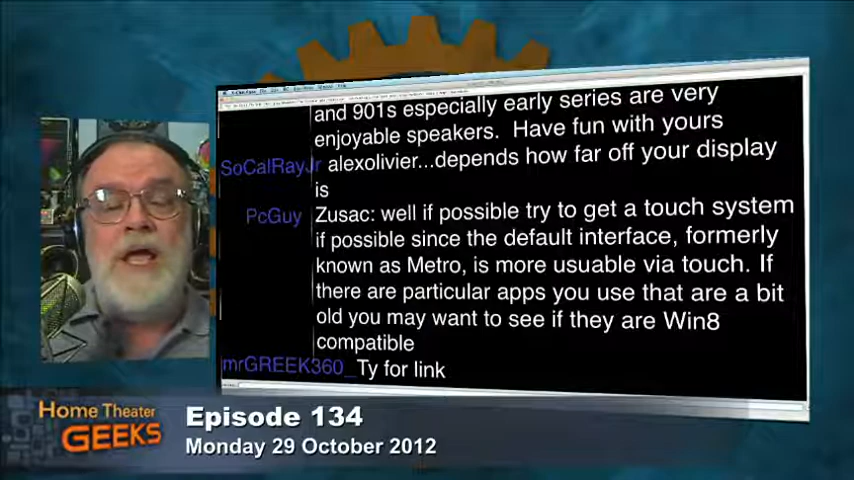 and 901s especially early series are very
enjoyable speakers. Have fun with yours
SoCalRayJr alexolivier...depends how far off your display
is
PcGuy Zusac: well if possible try to get a touch system
if possible since the default interface, formerly
known as Metro, is more usuable via touch. If
there are particular apps you use that are a bit
old you may want to see if they are Win8
compatible
mrGREEK360_ Ty for link
Home Theater
GEEKS
Episode 134
Monday 29 October 2012